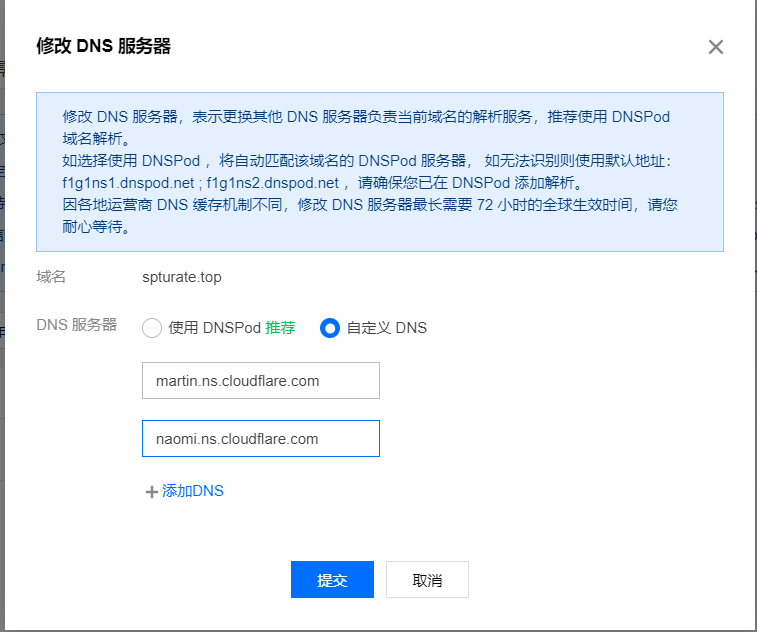 修改 DNS 服务器
修改 DNS 服务器，表示更换其他 DNS 服务器负责当前域名的解析服务，推荐使用 DNSPod
域名解析。
如选择使用 DNSPod ，将自动匹配该域名的 DNSPod 服务器， 如无法识别则使用默认地址：
f1g1ns1.dnspod.net ; f1g1ns2.dnspod.net ，请确保您已在 DNSPod 添加解析。
因各地运营商 DNS 缓存机制不同，修改 DNS 服务器最长需要 72 小时的全球生效时间，请您
耐心等待。
域名 spturate.top
DNS 服务器 使用 DNSPod 推荐 自定义 DNS
martin.ns.cloudflare.com
naomi.ns.cloudflare.com
添加DNS
提交 取消